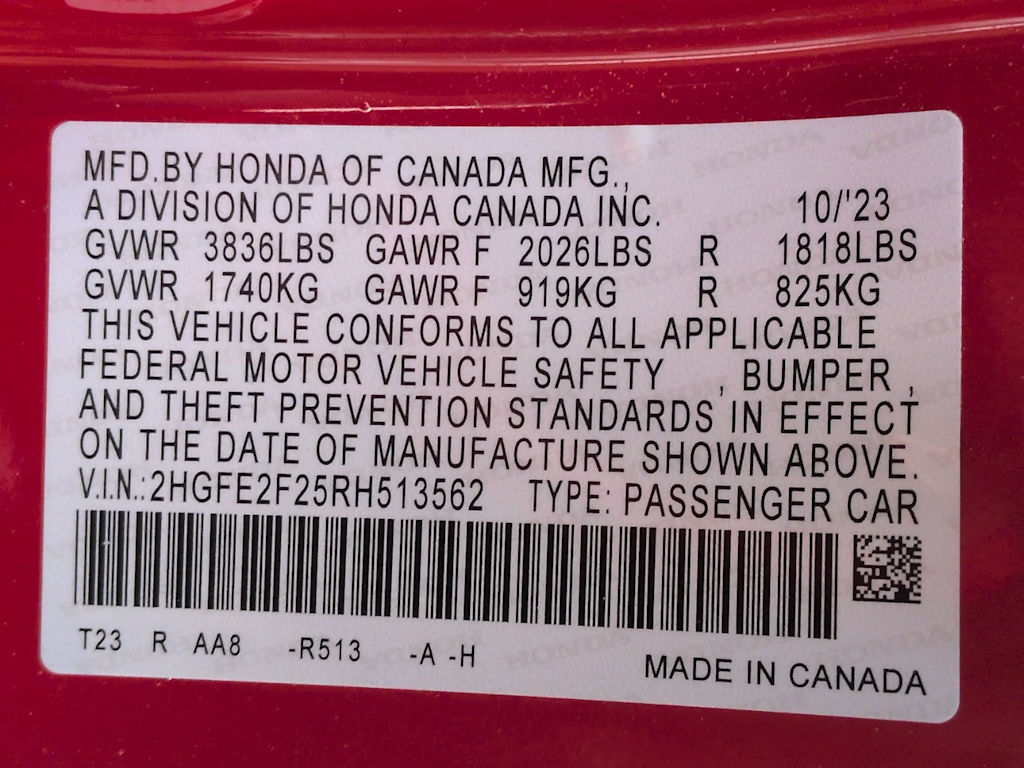 MFD.BY HONDA OF CANADA MFG.,
A DIVISION OF HONDA CANADA INC. 10/'23
GVWR 3836LBS GAWR F 2026LBS R 1818LBS
GVWR 1740KG GAWR F 919KG R 825KG
THIS VEHICLE CONFORMS TO ALL APPLICABLE
FEDERAL MOTOR VEHICLE SAFETY , BUMPER ,
AND THEFT PREVENTION STANDARDS IN EFFECT
ON THE DATE OF MANUFACTURE SHOWN ABOVE.
V.I.N.:2HGFE2F25RH513562 TYPE: PASSENGER CAR
T23 R AA8 -R513 -A -H
MADE IN CANADA